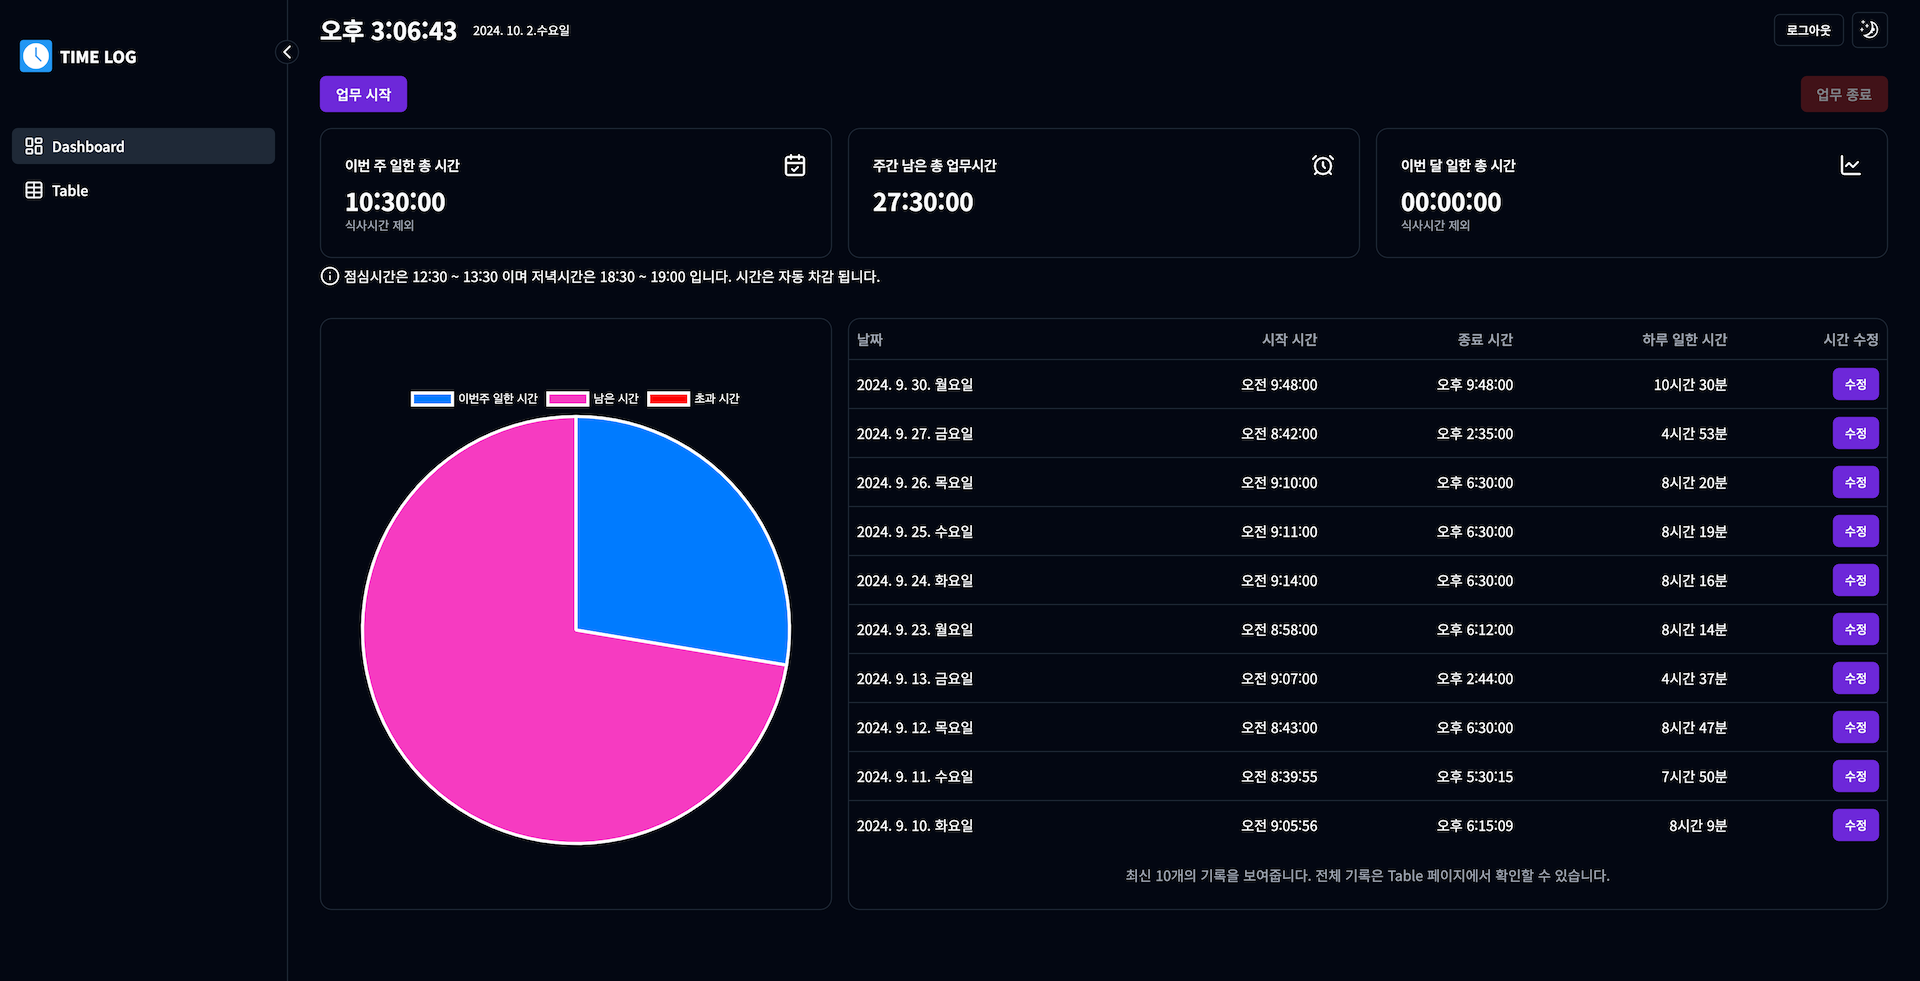 TIME LOG
Dashboard
Table
오후 3:06:43 2024. 10. 2.수요일
로그아웃
업무 시작
업무 종료
이번 주 일한 총 시간
10:30:00
식사시간 제외
주간 남은 총 업무시간
27:30:00
이번 달 일한 총 시간
00:00:00
식사시간 제외
점심시간은 12:30 ~ 13:30 이며 저녁시간은 18:30 ~ 19:00 입니다. 시간은 자동 차감 됩니다.
이번주 일한 시간 남은 시간 초과 시간
날짜 시작 시간 종료 시간 하루 일한 시간 시간 수정
2024. 9. 30. 월요일 오전 9:48:00 오후 9:48:00 10시간 30분 수정
2024. 9. 27. 금요일 오전 8:42:00 오후 2:35:00 4시간 53분 수정
2024. 9. 26. 목요일 오전 9:10:00 오후 6:30:00 8시간 20분 수정
2024. 9. 25. 수요일 오전 9:11:00 오후 6:30:00 8시간 19분 수정
2024. 9. 24. 화요일 오전 9:14:00 오후 6:30:00 8시간 16분 수정
2024. 9. 23. 월요일 오전 8:58:00 오후 6:12:00 8시간 14분 수정
2024. 9. 13. 금요일 오전 9:07:00 오후 2:44:00 4시간 37분 수정
2024. 9. 12. 목요일 오전 8:43:00 오후 6:30:00 8시간 47분 수정
2024. 9. 11. 수요일 오전 8:39:55 오후 5:30:15 7시간 50분 수정
2024. 9. 10. 화요일 오전 9:05:56 오후 6:15:09 8시간 9분 수정
최신 10개의 기록을 보여줍니다. 전체 기록은 Table 페이지에서 확인할 수 있습니다.